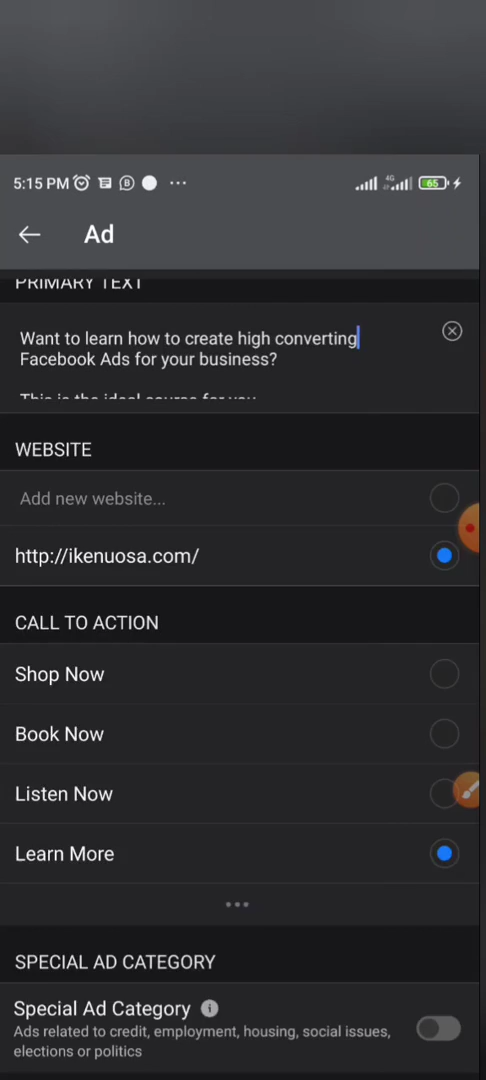 5:15 PM
4G
65
Ad
PRIMARY TEXT
Want to learn how to create high converting
Facebook Ads for your business?
This is the ideal course for you
WEBSITE
Add new website...
http://ikenuosa.com/
CALL TO ACTION
Shop Now
Book Now
Listen Now
Learn More
SPECIAL AD CATEGORY
Special Ad Category
Ads related to credit, employment, housing, social issues,
elections or politics